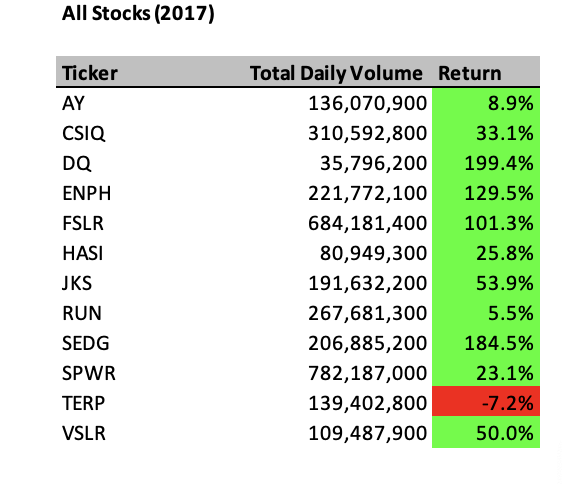 All Stocks (2017)
Ticker Total Daily Volume Return
AY 136,070,900 8.9%
CSIQ 310,592,800 33.1%
DQ 35,796,200 199.4%
ENPH 221,772,100 129.5%
FSLR 684,181,400 101.3%
HASI 80,949,300 25.8%
JKS 191,632,200 53.9%
RUN 267,681,300 5.5%
SEDG 206,885,200 184.5%
SPWR 782,187,000 23.1%
TERP 139,402,800 -7.2%
VSLR 109,487,900 50.0%